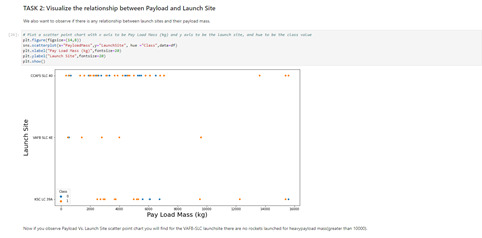 TASK 2: Visualize the relationship between Payload and Launch Site
We also want to observe if there is any relationship between launch sites and their payload mass.
# Plot a scatter point chart with x axis to be Pay Load Mass (kg) and y axis to be the launch site, and hue to be the class value
plt.figure(figsize=(14,8))
sns.scatterplot(x="PayloadMass",y="LaunchSite", hue ="Class",data=df)
plt.xlabel("Pay Load Mass (kg)",fontsize=20)
plt.ylabel("Launch Site",fontsize=20)
plt.show()
CCAFS SLC 40
VAFB SLC 4E
KSC LC 39A
Launch Site
Class
0
1
0 2000 4000 6000 8000 10000 12000 14000 16000
Pay Load Mass (kg)
Now if you observe Payload Vs. Launch Site scatter point chart you will find for the VAFB-SLC launchsite there are no rockets launched for heavypayload mass(greater than 10000).